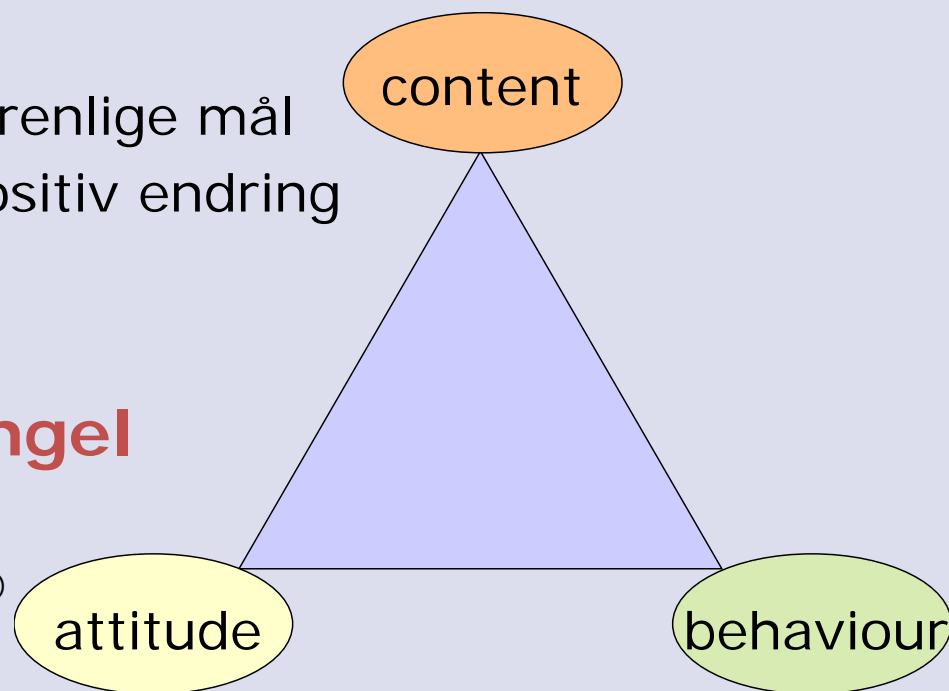 content
renlige mål
ositiv endring
ngel
)
attitude
behaviour